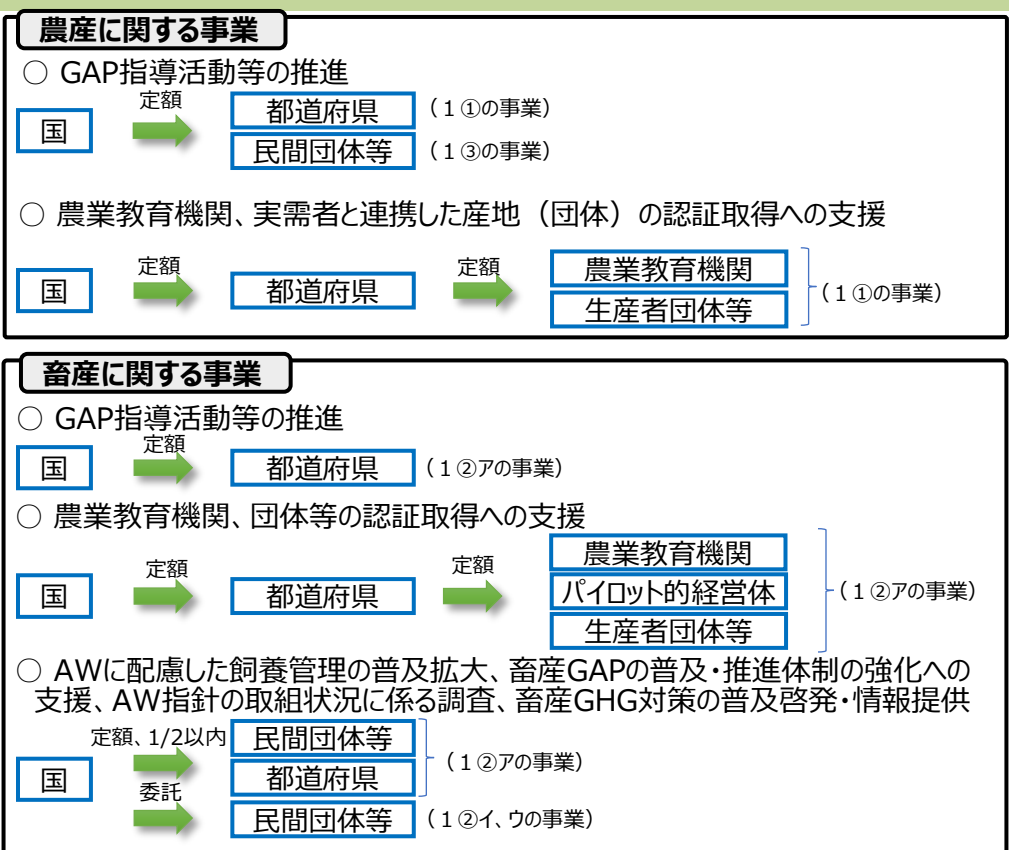 農産に関する事業
○ GAP指導活動等の推進
国
定額
都道府県
（１①の事業）
民間団体等
（１③の事業）
○ 農業教育機関、実需者と連携した産地（団体）の認証取得への支援
国
定額
都道府県
定額
農業教育機関
生産者団体等
（１①の事業）
畜産に関する事業
○ GAP指導活動等の推進
国
定額
都道府県
（１②アの事業）
○ 農業教育機関、団体等の認証取得への支援
国
定額
都道府県
定額
農業教育機関
パイロット的経営体
生産者団体等
（１②アの事業）
○ AWに配慮した飼養管理の普及拡大、畜産GAPの普及・推進体制の強化への
支援、AW指針の取組状況に係る調査、畜産GHG対策の普及啓発・情報提供
国
定額、1/2以内
民間団体等
都道府県
（１②アの事業）
委託
民間団体等
（１②イ、ウの事業）